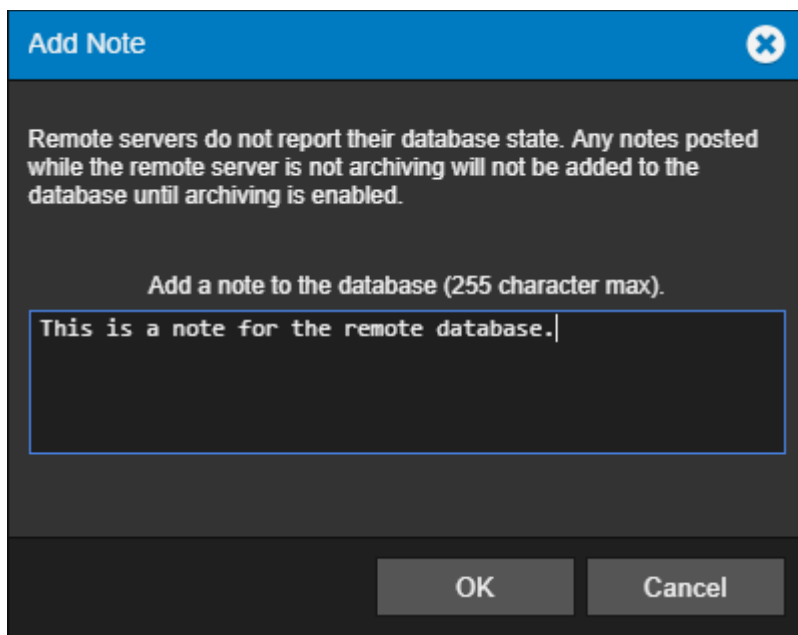 Add Note
Remote servers do not report their database state. Any notes posted
while the remote server is not archiving will not be added to the
database until archiving is enabled.
Add a note to the database (255 character max).
This is a note for the remote database.
OK
Cancel